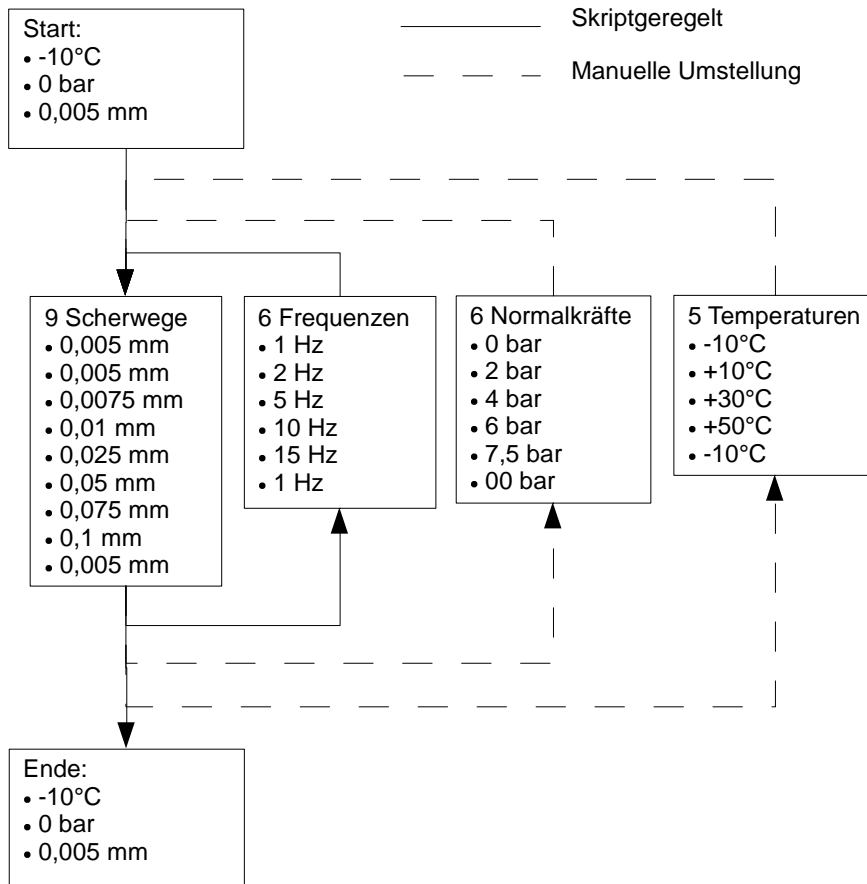 Start:
• -10°C
• 0 bar
• 0,005 mm
Skriptgeregelt
Manuelle Umstellung
9 Scherwege
• 0,005 mm
• 0,005 mm
• 0,0075 mm
• 0,01 mm
• 0,025 mm
• 0,05 mm
• 0,075 mm
• 0,1 mm
• 0,005 mm
6 Frequenzen
• 1 Hz
• 2 Hz
• 5 Hz
• 10 Hz
• 15 Hz
• 1 Hz
6 Normalkräfte
• 0 bar
• 2 bar
• 4 bar
• 6 bar
• 7,5 bar
• 00 bar
5 Temperaturen
• -10°C
• +10°C
• +30°C
• +50°C
• -10°C
Ende:
• -10°C
• 0 bar
• 0,005 mm